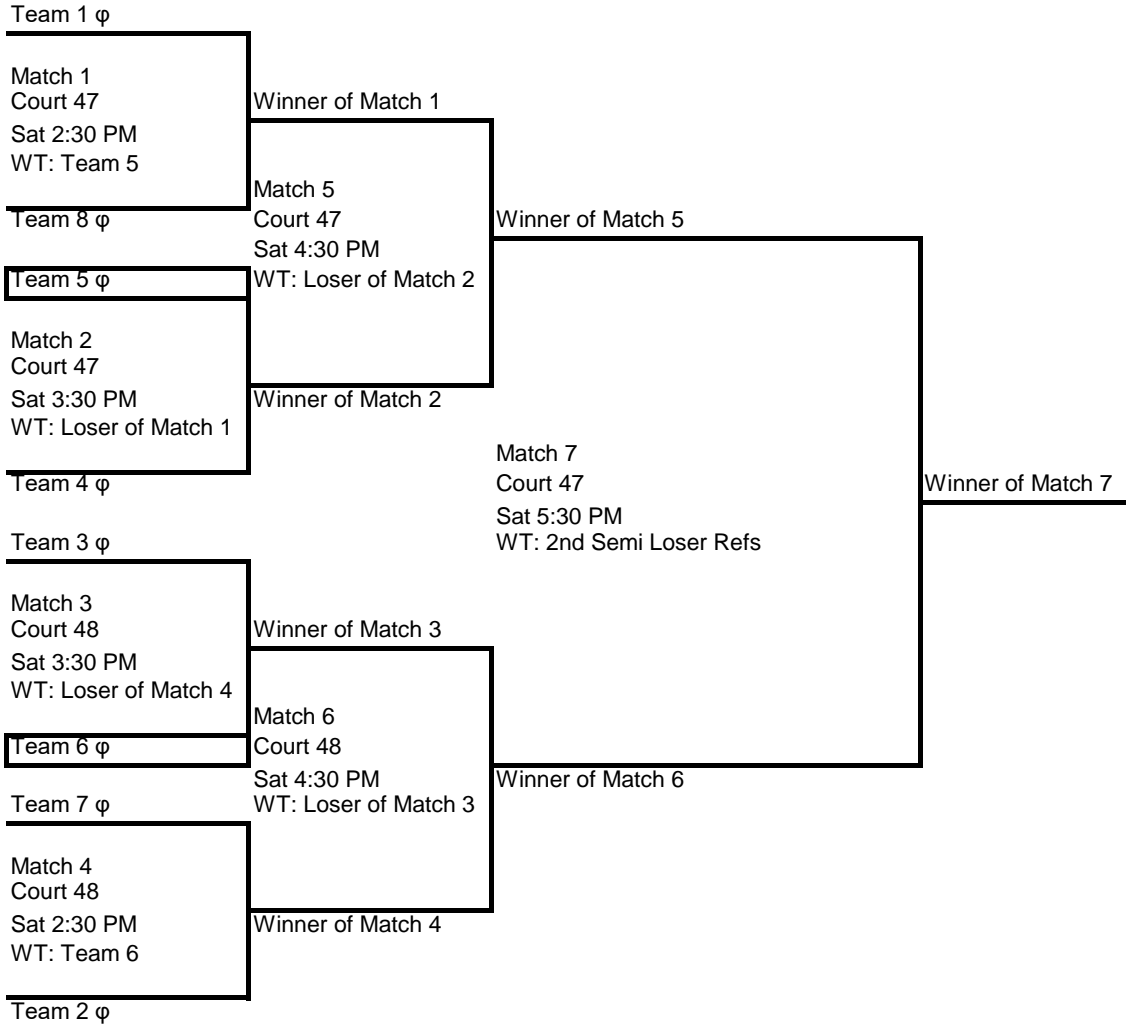 Team 1 φ
Match 1
Court 47
Sat 2:30 PM
WT: Team 5
Team 8 φ
Team 5 φ
Match 2
Court 47
Sat 3:30 PM
WT: Loser of Match 1
Team 4 φ
Team 3 φ
Match 3
Court 48
Sat 3:30 PM
WT: Loser of Match 4
Team 6 φ
Team 7 φ
Match 4
Court 48
Sat 2:30 PM
WT: Team 6
Team 2 φ
Winner of Match 1
Match 5
Court 47
Sat 4:30 PM
WT: Loser of Match 2
Winner of Match 2
Winner of Match 3
Match 6
Court 48
Sat 4:30 PM
WT: Loser of Match 3
Winner of Match 4
Winner of Match 5
Match 7
Court 47
Sat 5:30 PM
WT: 2nd Semi Loser Refs
Winner of Match 6
Winner of Match 7